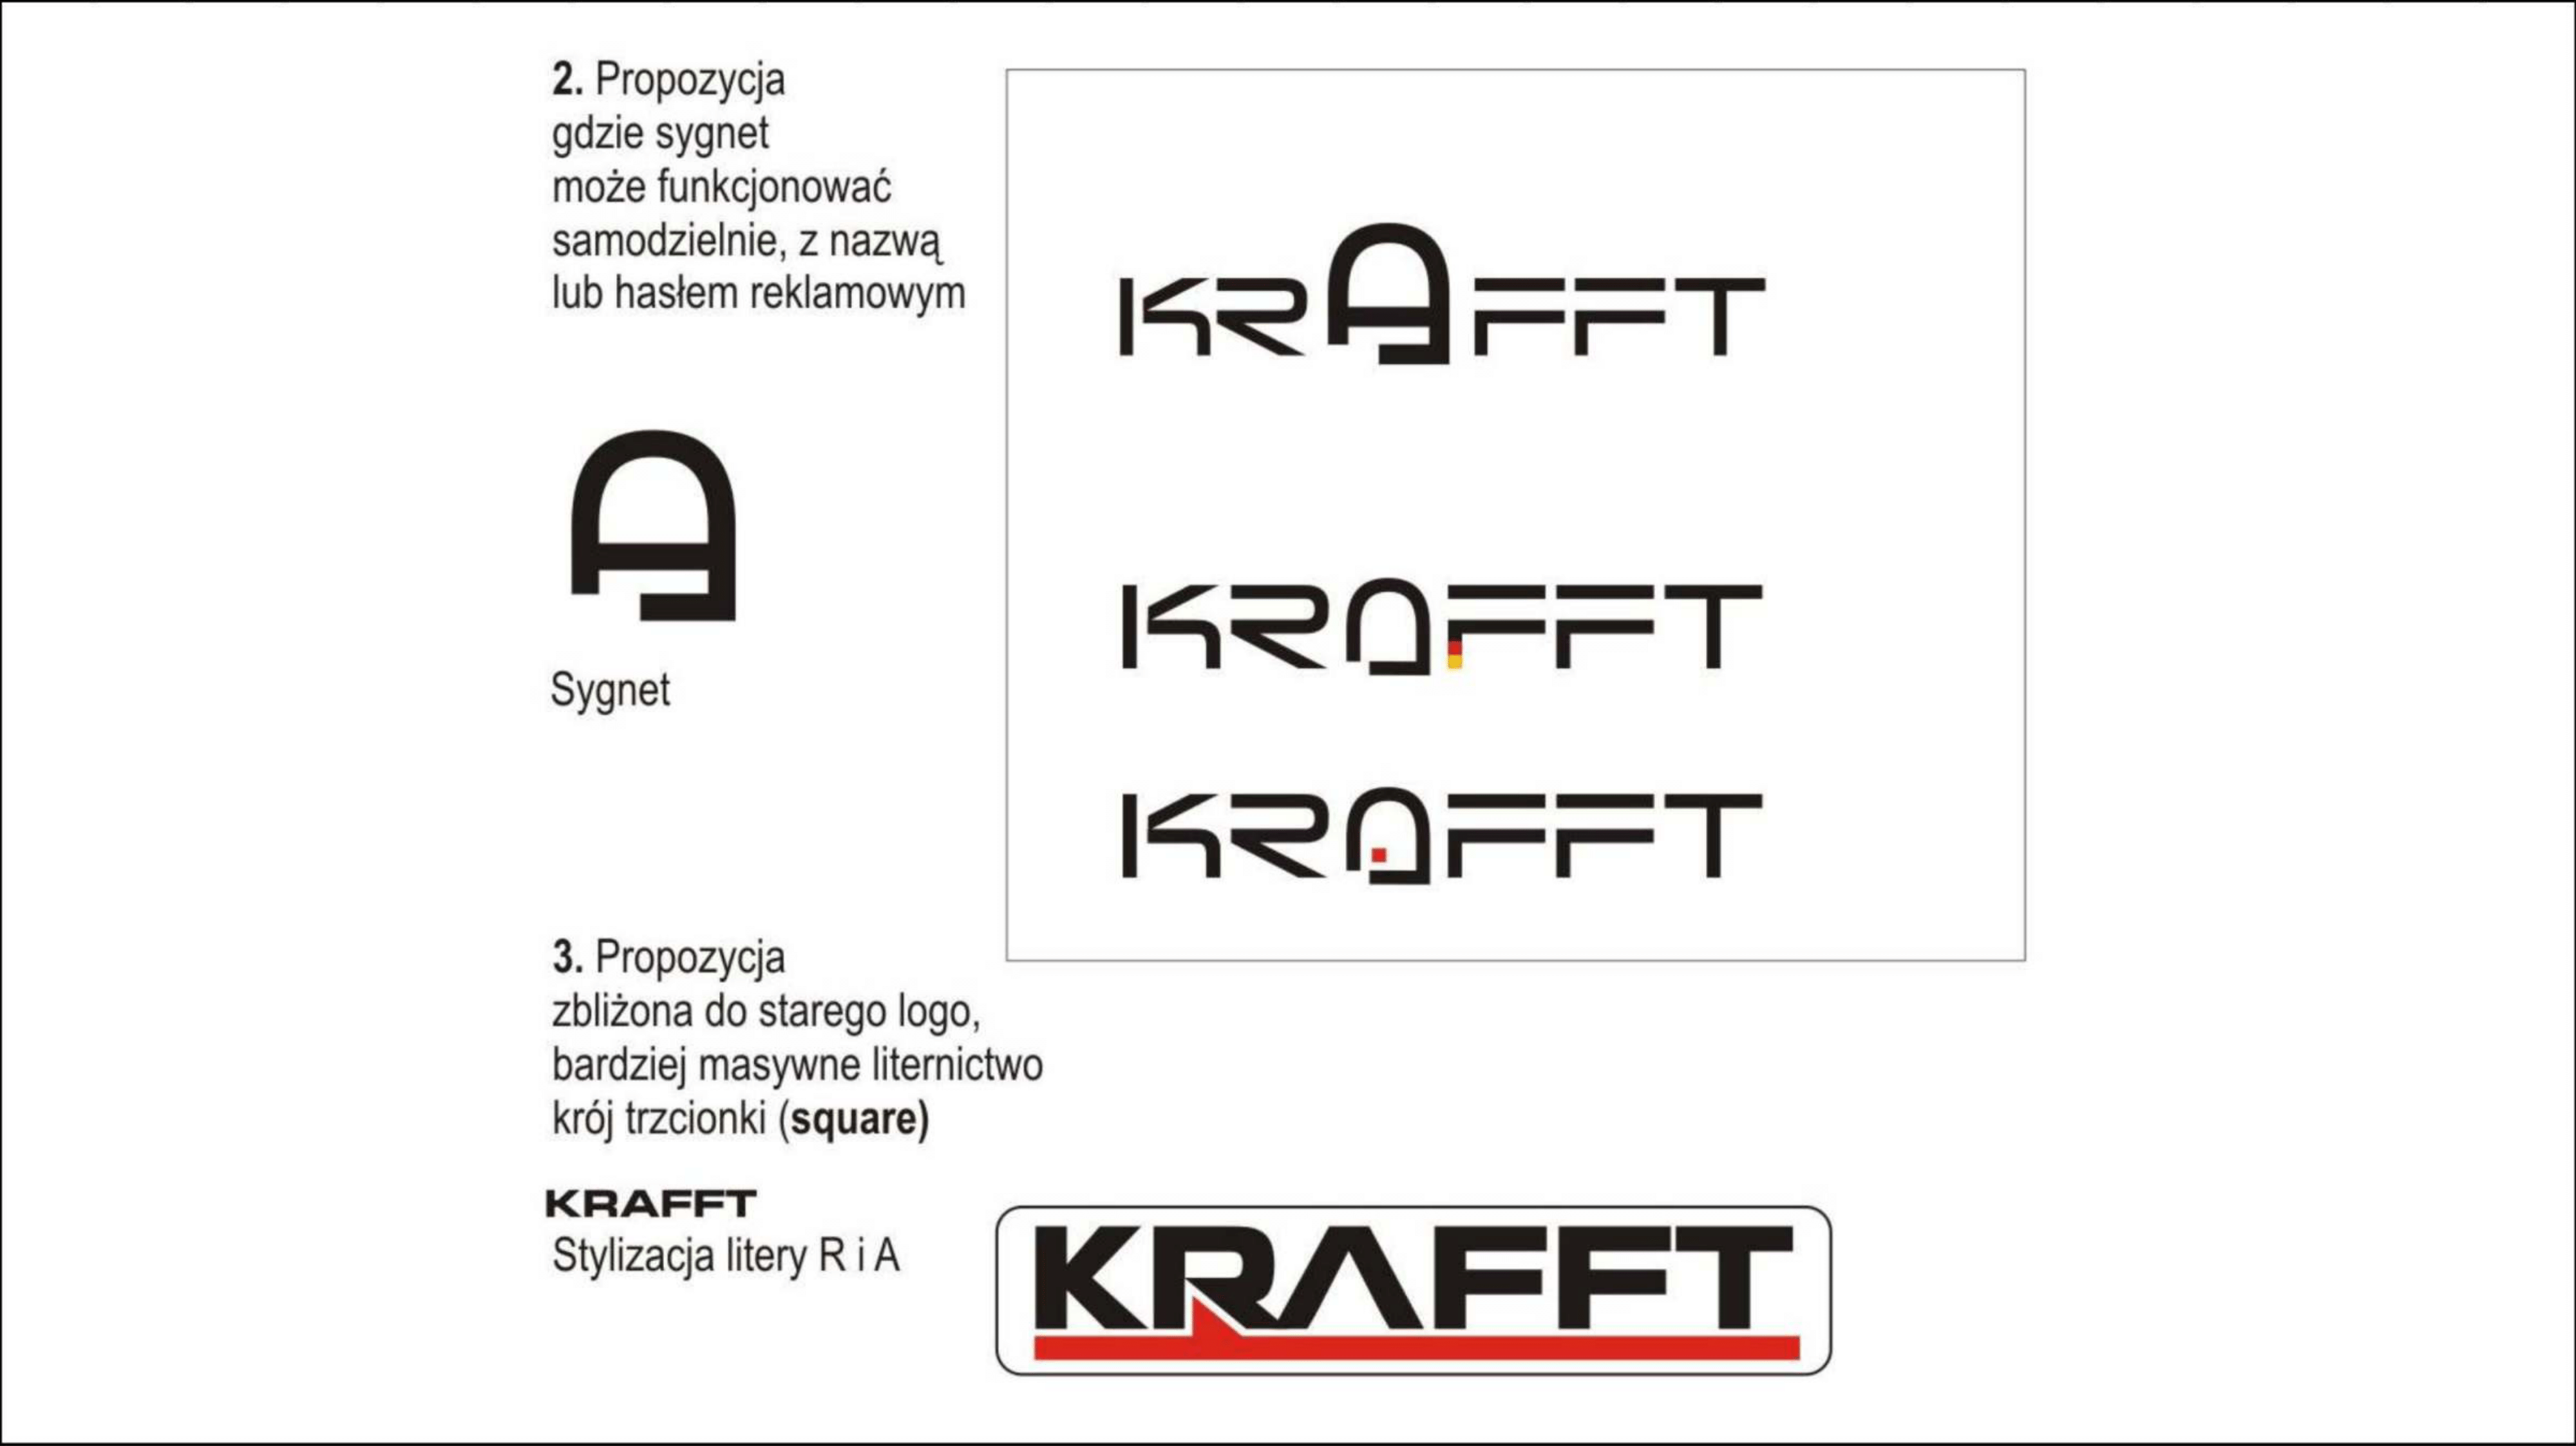 2. Propozycja
gdzie sygnet
może funkcjonować
samodzielnie, z nazwą
lub hasłem reklamowym
KRAFFT
A
Sygnet
KRAFFT
KRAFFT
3. Propozycja
zbliżona do starego logo,
bardziej masywne liternictwo
krój trzcionki (square)
KRAFFT
Stylizacja litery R i A
KRAFFT